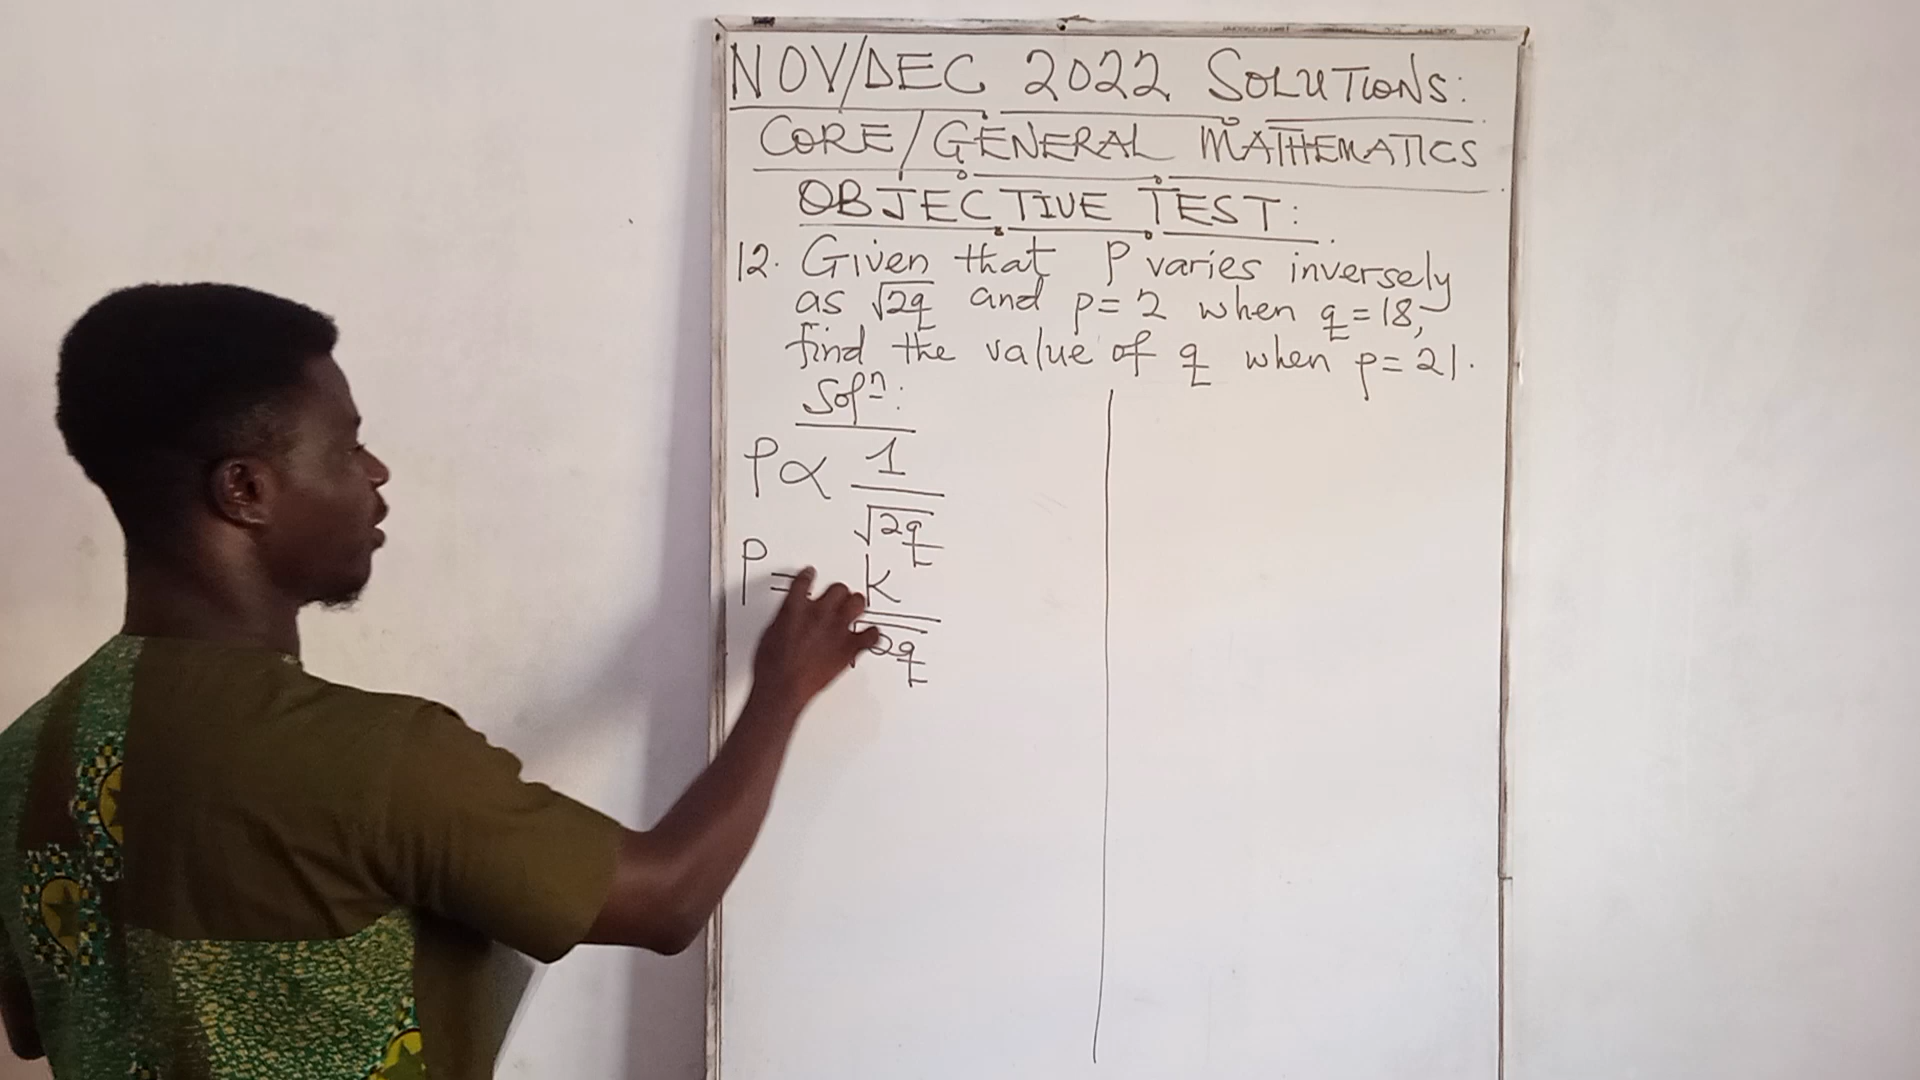 NOV/DEC 2022 SOLUTIONS:
CORE/GENERAL MATHEMATICS
OBJECTIVE TEST:
12. Given that P varies inversely
as √2q and p=2 when q=18,
find the value of q when p=21.
Solⁿ:
P∝ 1/√2q
P= k/√2q